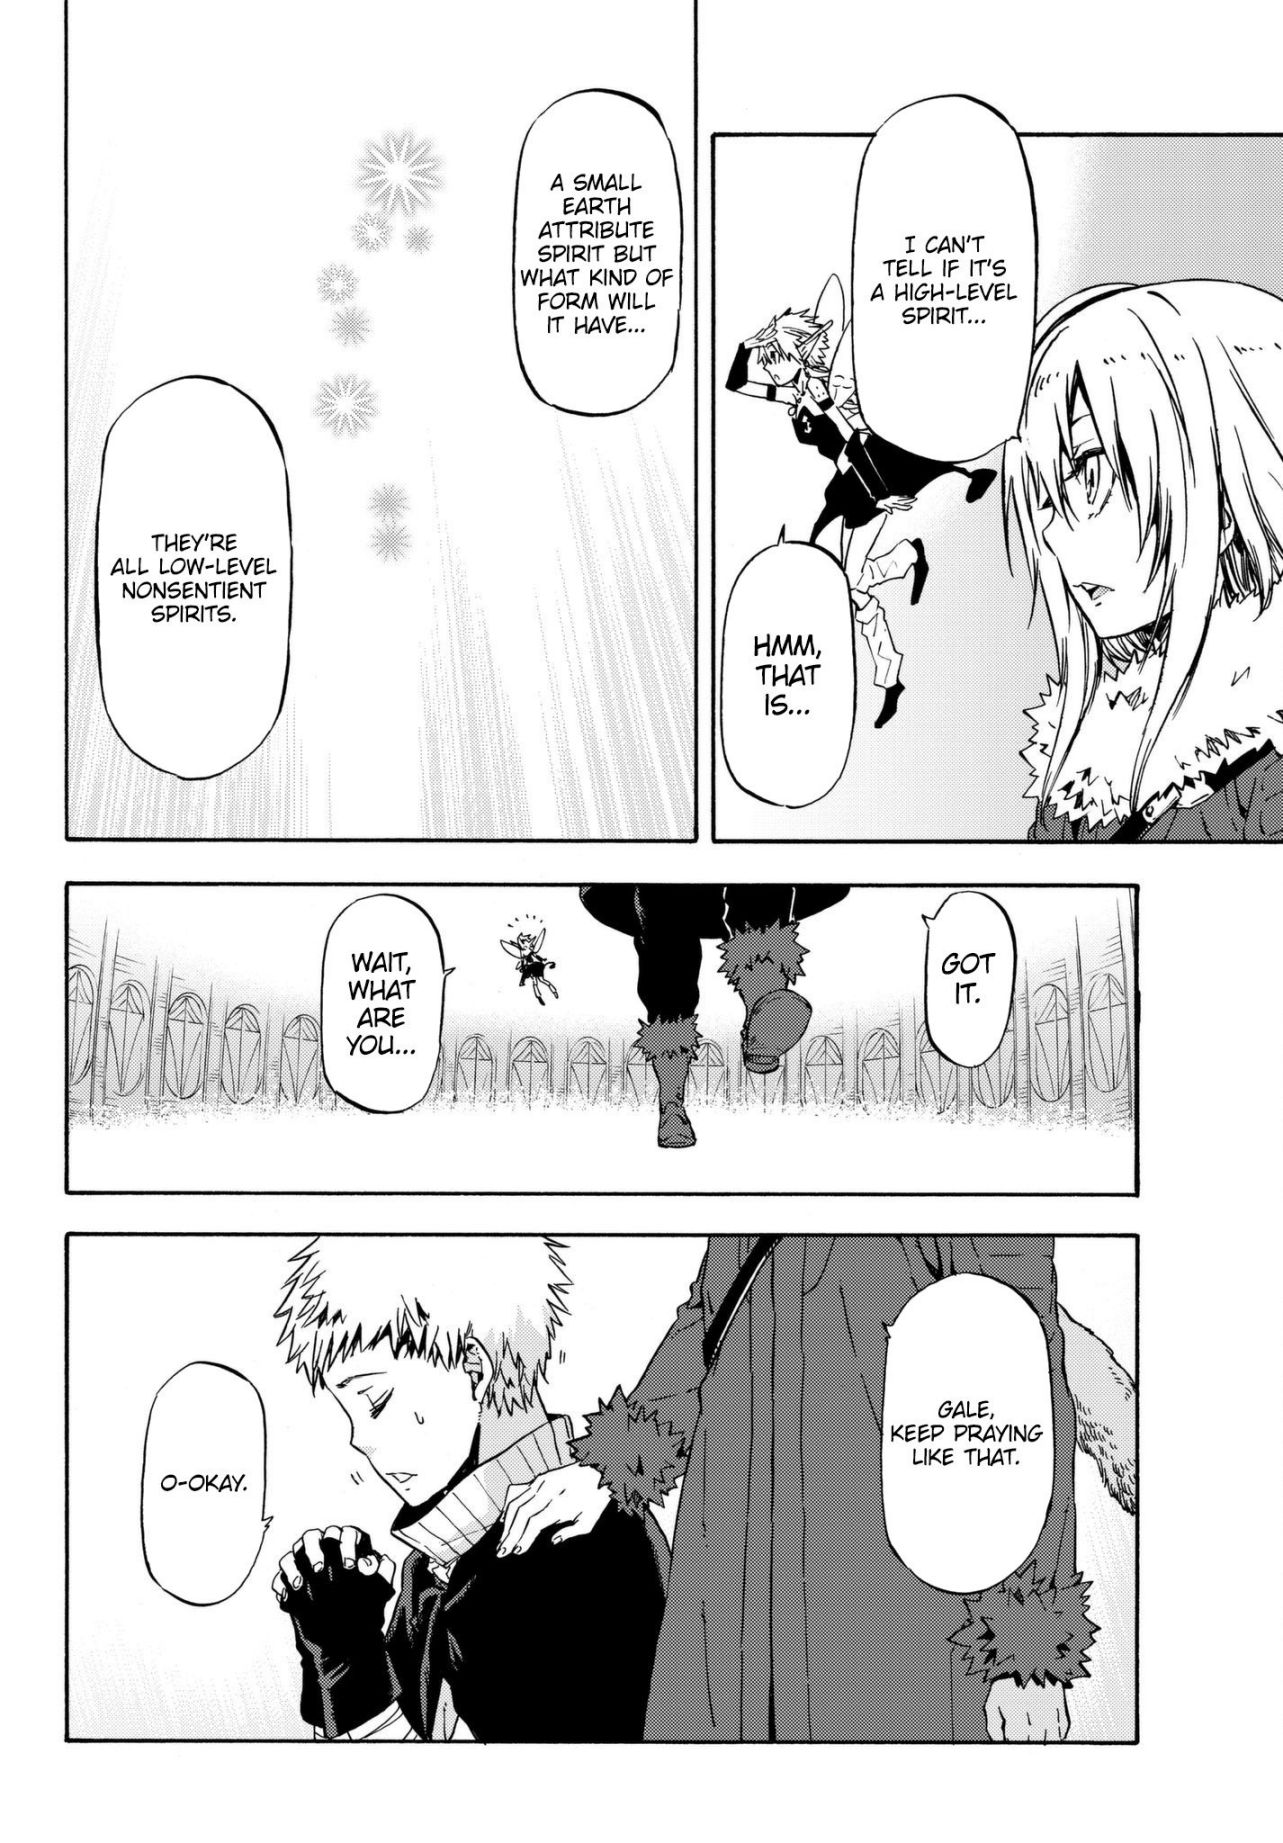 I CAN'T
TELL IF IT'S
A HIGH-LEVEL
SPIRIT...
HMM,
THAT
IS...
A SMALL
EARTH
ATTRIBUTE
SPIRIT BUT
WHAT KIND OF
FORM WILL
IT HAVE...
THEY'RE
ALL LOW-LEVEL
NONSENTIENT
SPIRITS.
GOT
IT.
WAIT,
WHAT
ARE
YOU...
GALE,
KEEP PRAYING
LIKE THAT.
O-OKAY.